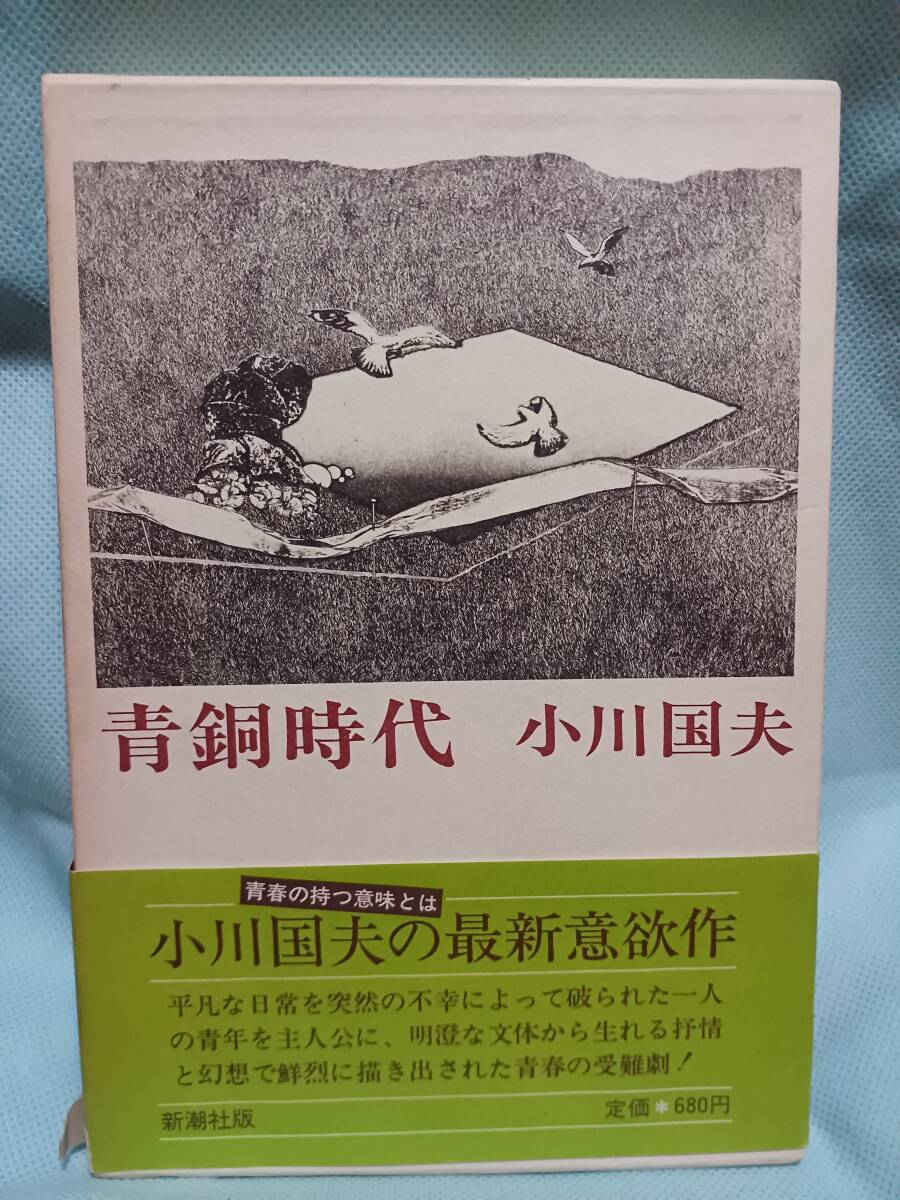 青銅時代 小川国夫
青春の持つ意味とは
小川国夫の最新意欲作
平凡な日常を突然の不幸によって破られた一人
の青年を主人公に、明澄な文体から生れる抒情
と幻想で鮮烈に描き出された青春の受難劇!
新潮社版 定価*680円